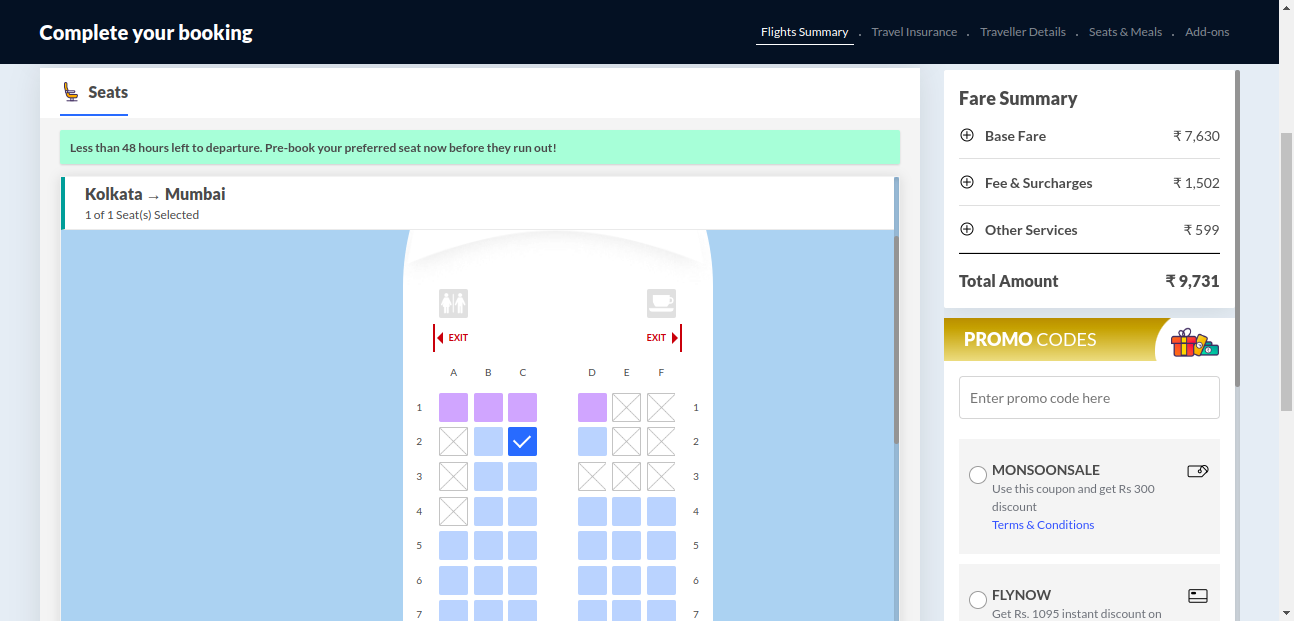 Complete your booking
Flights Summary . Travel Insurance . Traveller Details . Seats & Meals . Add-ons
Seats
Less than 48 hours left to departure. Pre-book your preferred seat now before they run out!
Kolkata → Mumbai
1 of 1 Seat(s) Selected
EXIT EXIT
A B C D E F
1 1
2 2
3 3
4 4
5 5
6 6
7 7
Fare Summary
Base Fare ₹ 7,630
Fee & Surcharges ₹ 1,502
Other Services ₹ 599
Total Amount ₹ 9,731
PROMO CODES
Enter promo code here
MONSOONSALE
Use this coupon and get Rs 300
discount
Terms & Conditions
FLYNOW
Get Rs. 1095 instant discount on